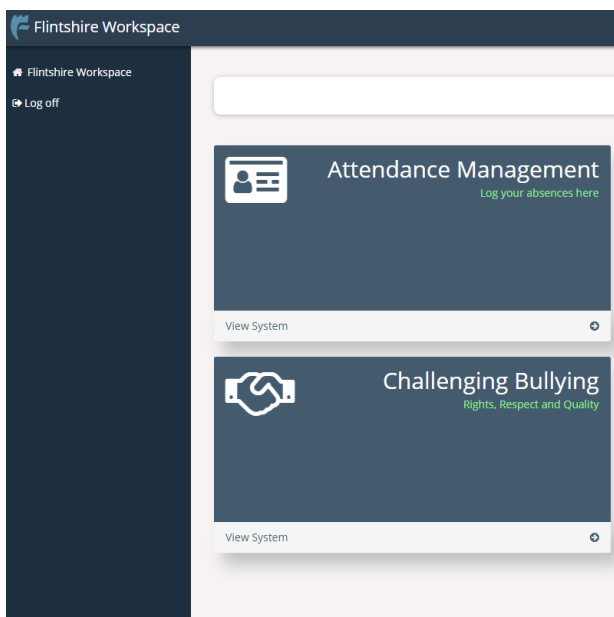 Flintshire Workspace
Flintshire Workspace
Log off
Attendance Management
Log your absences here
View System
Challenging Bullying
Rights, Respect and Quality
View System